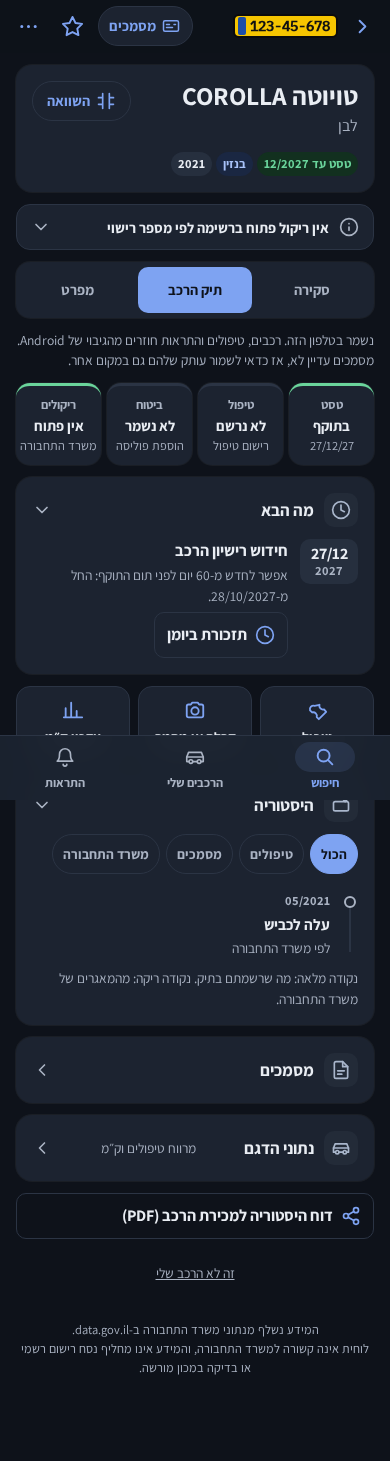 123-45-678
מסמכים
טויוטה COROLLA
השוואה
לבן
טסט עד 12/2027
בנזין
2021
אין ריקול פתוח ברשימה לפי מספר רישוי
סקירה
תיק הרכב
מפרט
נשמר בטלפון הזה. רכבים, טיפולים והתראות חוזרים מהגיבוי של Android.
מסמכים עדיין לא, אז כדאי לשמור עותק שלהם גם במקום אחר.
טסט
בתוקף
27/12/27
טיפול
לא נרשם
רישום טיפול
ביטוח
לא נשמר
הוספת פוליסה
ריקולים
אין פתוח
משרד התחבורה
מה הבא
27/12
2027
חידוש רישיון הרכב
אפשר לחדש מ-60 יום לפני תום התוקף: החל
מ-28/10/2027.
תזכורת ביומן
חיפוש
הרכבים שלי
התראות
היסטוריה
הכול
טיפולים
מסמכים
משרד התחבורה
05/2021
עלה לכביש
לפי משרד התחבורה
נקודה מלאה: מה שרשמתם בתיק. נקודה ריקה: מהמאגרים של
משרד התחבורה.
מסמכים
נתוני הדגם
מרווח טיפולים וק״מ
דוח היסטוריה למכירת הרכב (PDF)
זה לא הרכב שלי
המידע נשלף מנתוני משרד התחבורה ב-data.gov.il.
לוחית אינה קשורה למשרד התחבורה, והמידע אינו מחליף נסח רישום רשמי
או בדיקה במכון מורשה.